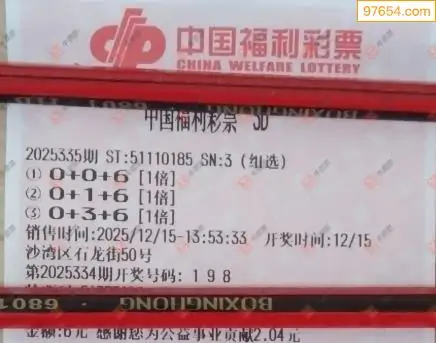 97654.com
中国福利彩票
CHINA WELFARE LOTTERY
BOXINGHONG
6801
中国福利彩票 3D
2025335期 ST:51110185 SN:3 (组选)
① 0+0+6 [1倍]
② 0+1+6 [1倍]
③ 0+3+6 [1倍]
销售时间:2025/12/15-13:53:33 开奖时间:12/15
沙湾区石龙街50号
第2025334期开奖号码: 1 9 8
6801
BOXINGHONG
金额:6元 感谢您为公益事业贡献2.04元